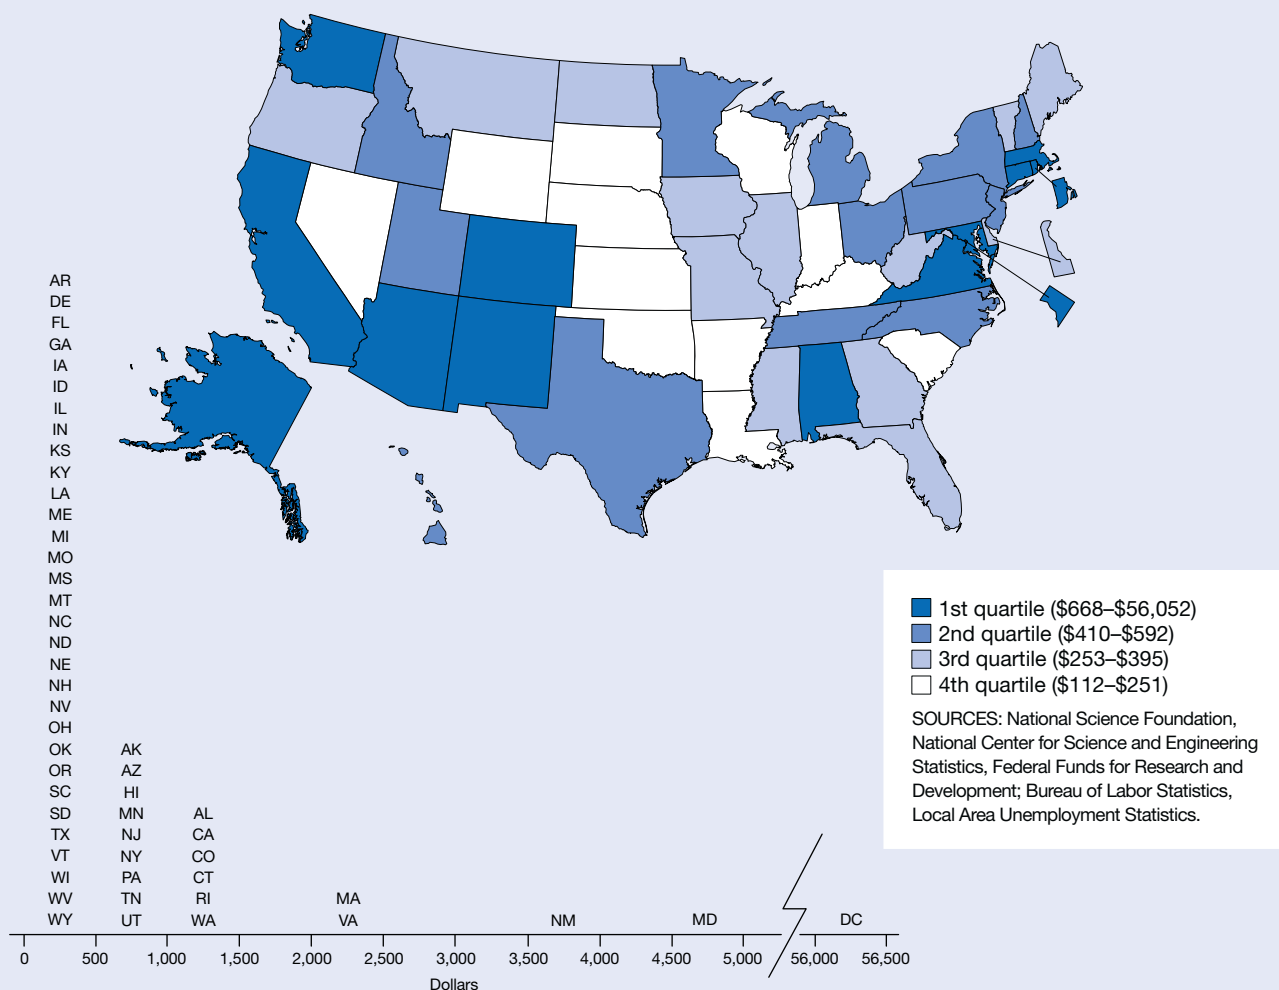 AR
DE
FL
GA
IA
ID
IL
IN
KS
KY
LA
ME
MI
MO
MS
MT
NC
ND
NE
NH
NV
OH
OK AK
OR AZ
SC HI
SD MN AL
TX NJ CA
VT NY CO
WI PA CT
WV TN RI MA
WY UT WA VA NM MD DC
0 500 1,000 1,500 2,000 2,500 3,000 3,500 4,000 4,500 5,000 56,000 56,500
Dollars
1st quartile ($668–$56,052)
2nd quartile ($410–$592)
3rd quartile ($253–$395)
4th quartile ($112–$251)
SOURCES: National Science Foundation,
National Center for Science and Engineering
Statistics, Federal Funds for Research and
Development; Bureau of Labor Statistics,
Local Area Unemployment Statistics.